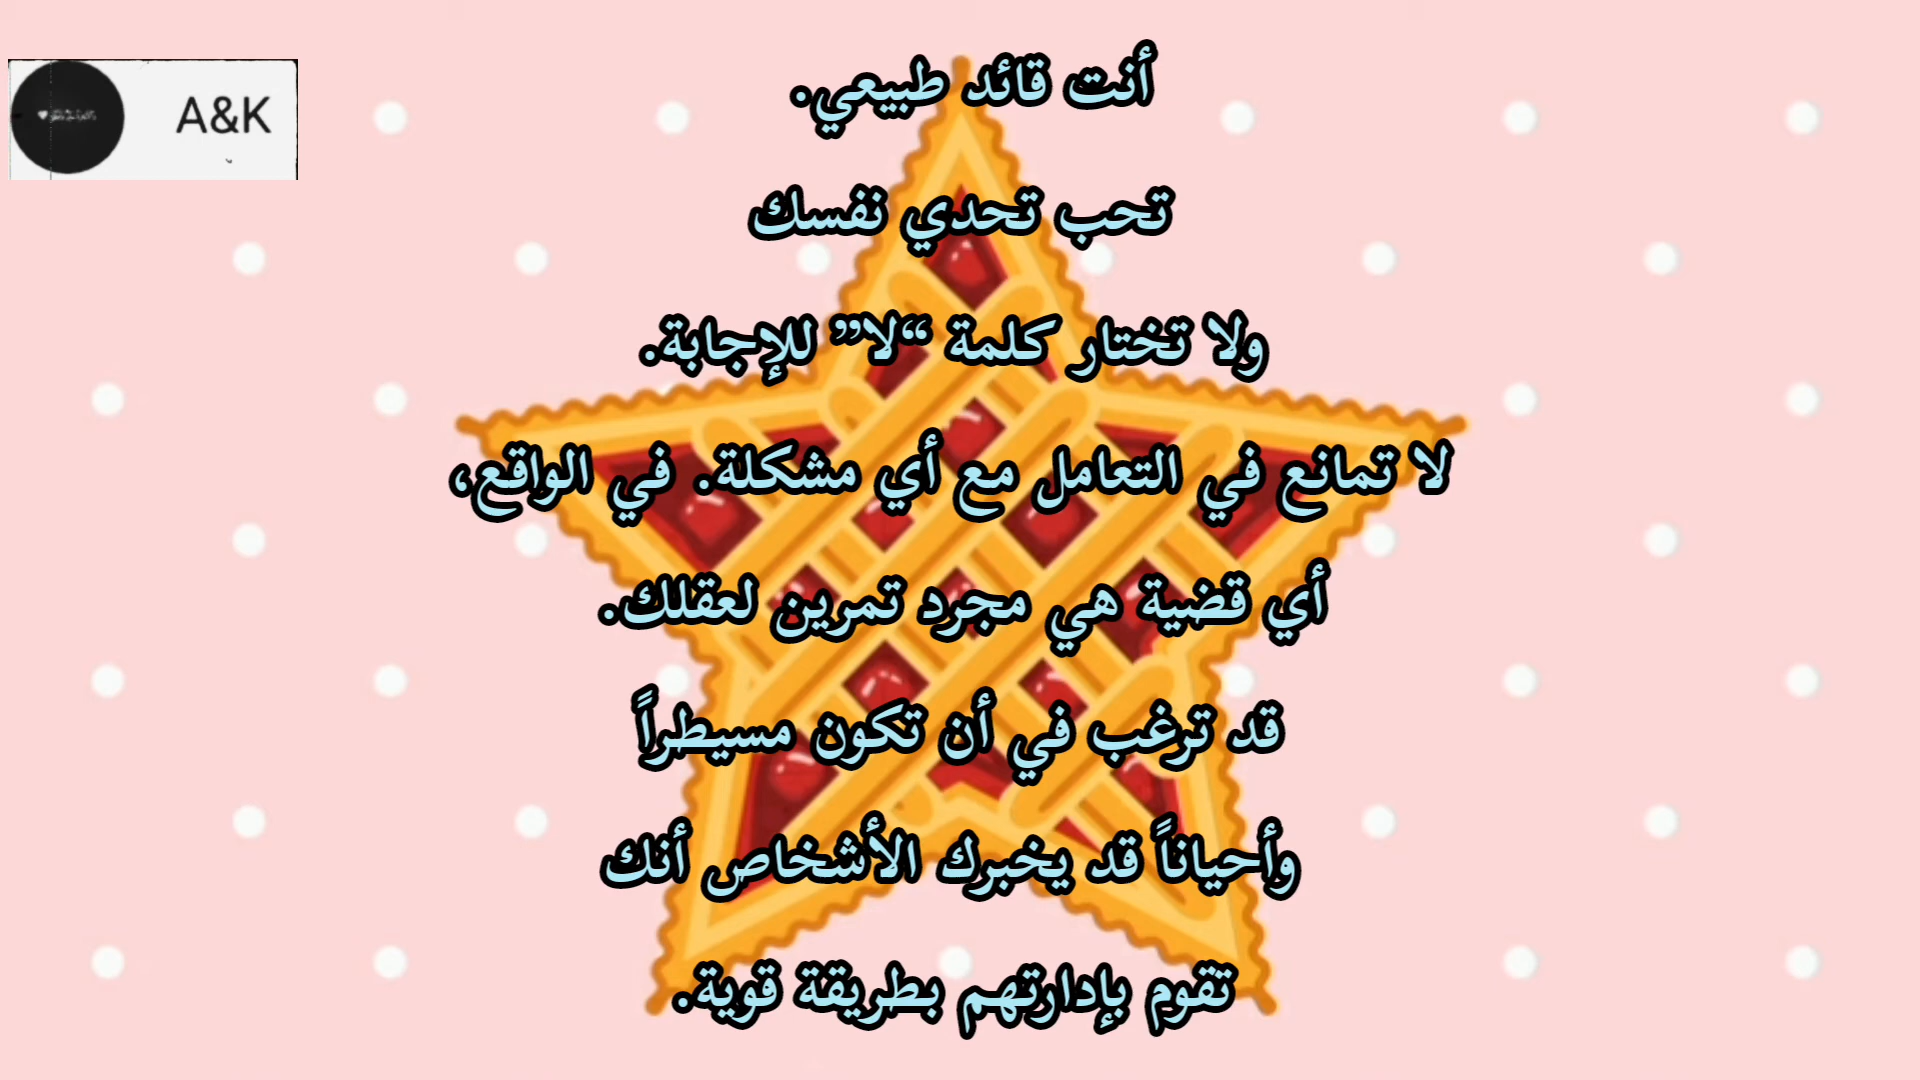 A&K
أنت قائد طبيعي.
تحب تحدي نفسك
ولا تختار كلمة “لا” للإجابة.
لا تمانع في التعامل مع أي مشكلة. في الواقع،
أي قضية هي مجرد تمرين لعقلك.
قد ترغب في أن تكون مسيطراً
وأحياناً قد يخبرك الأشخاص أنك
تقوم بإدارتهم بطريقة قوية.